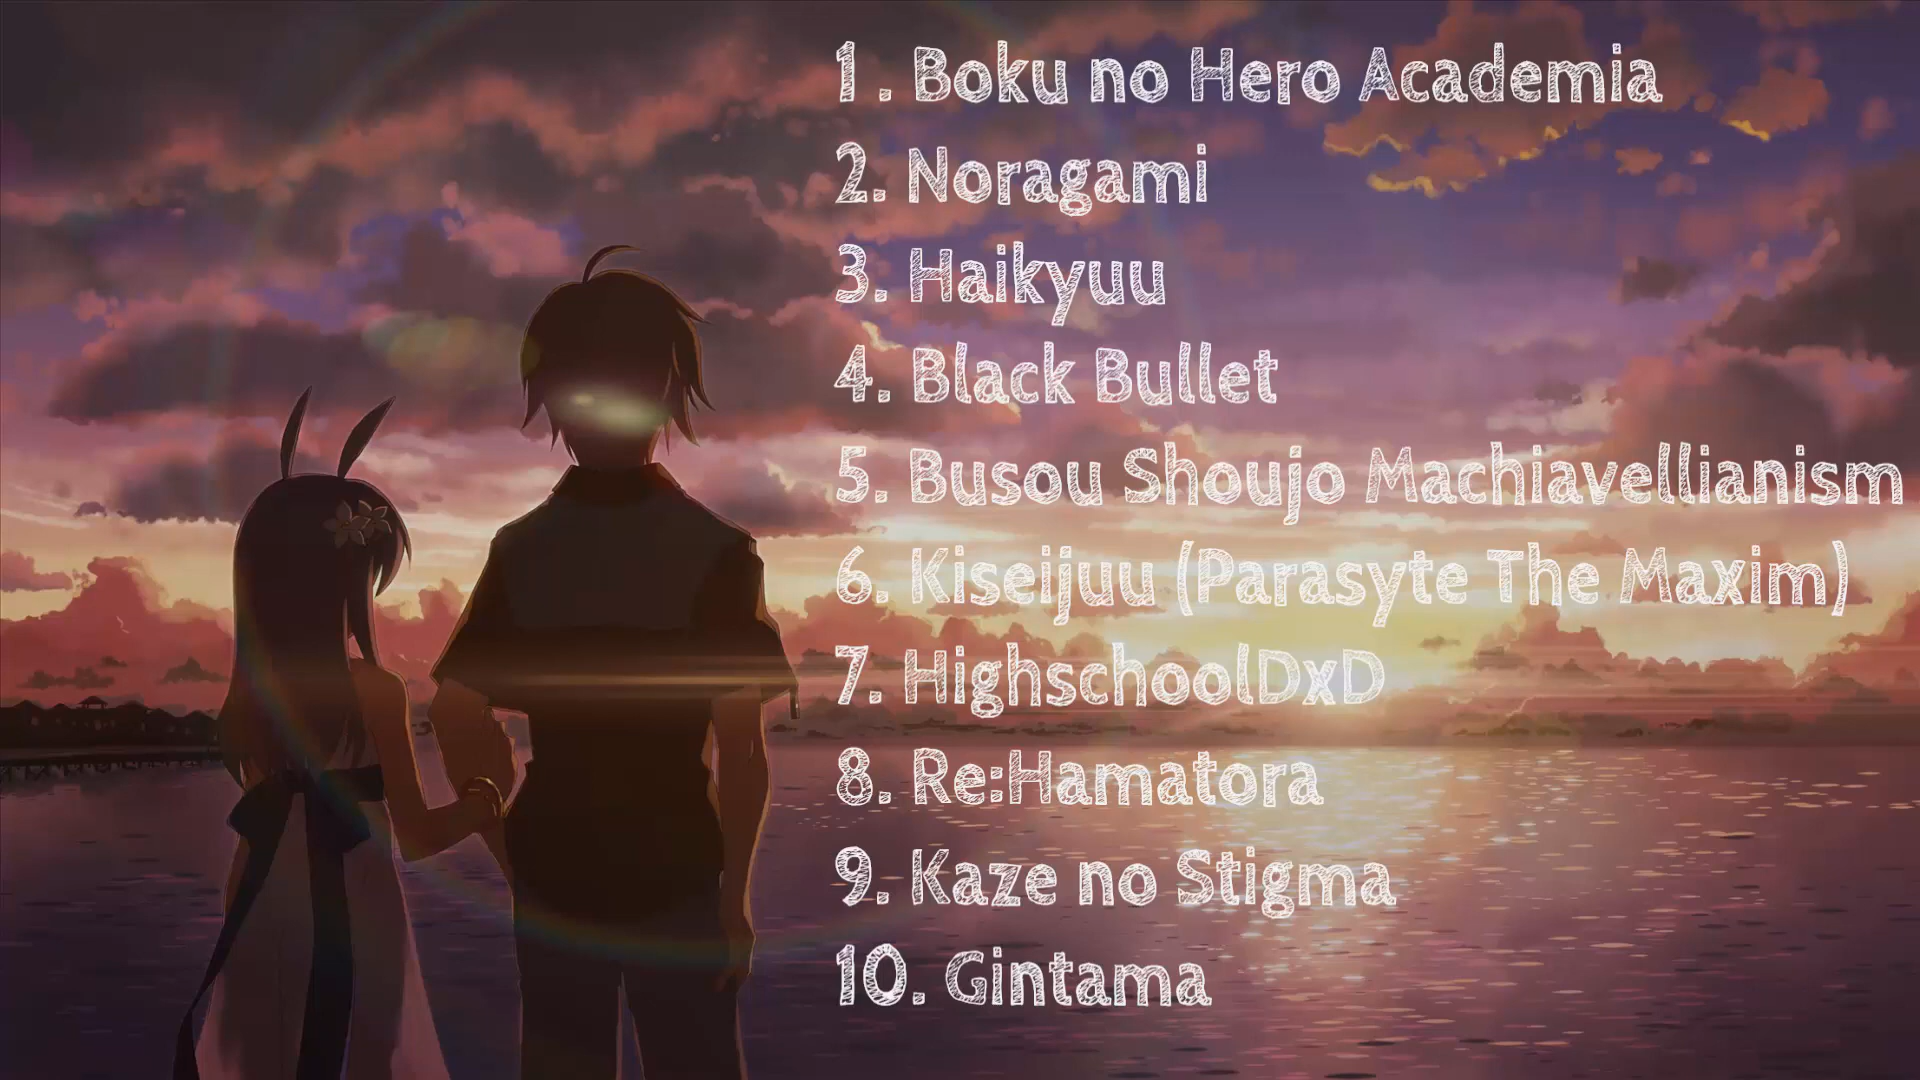 1. Boku no Hero Academia
2. Noragami
3. Haikyuu
4. Black Bullet
5. Busou Shoujo Machiavellianism
6. Kiseijuu (Parasyte The Maxim)
7. HighschoolDxD
8. Re:Hamatora
9. Kaze no Stigma
10. Gintama